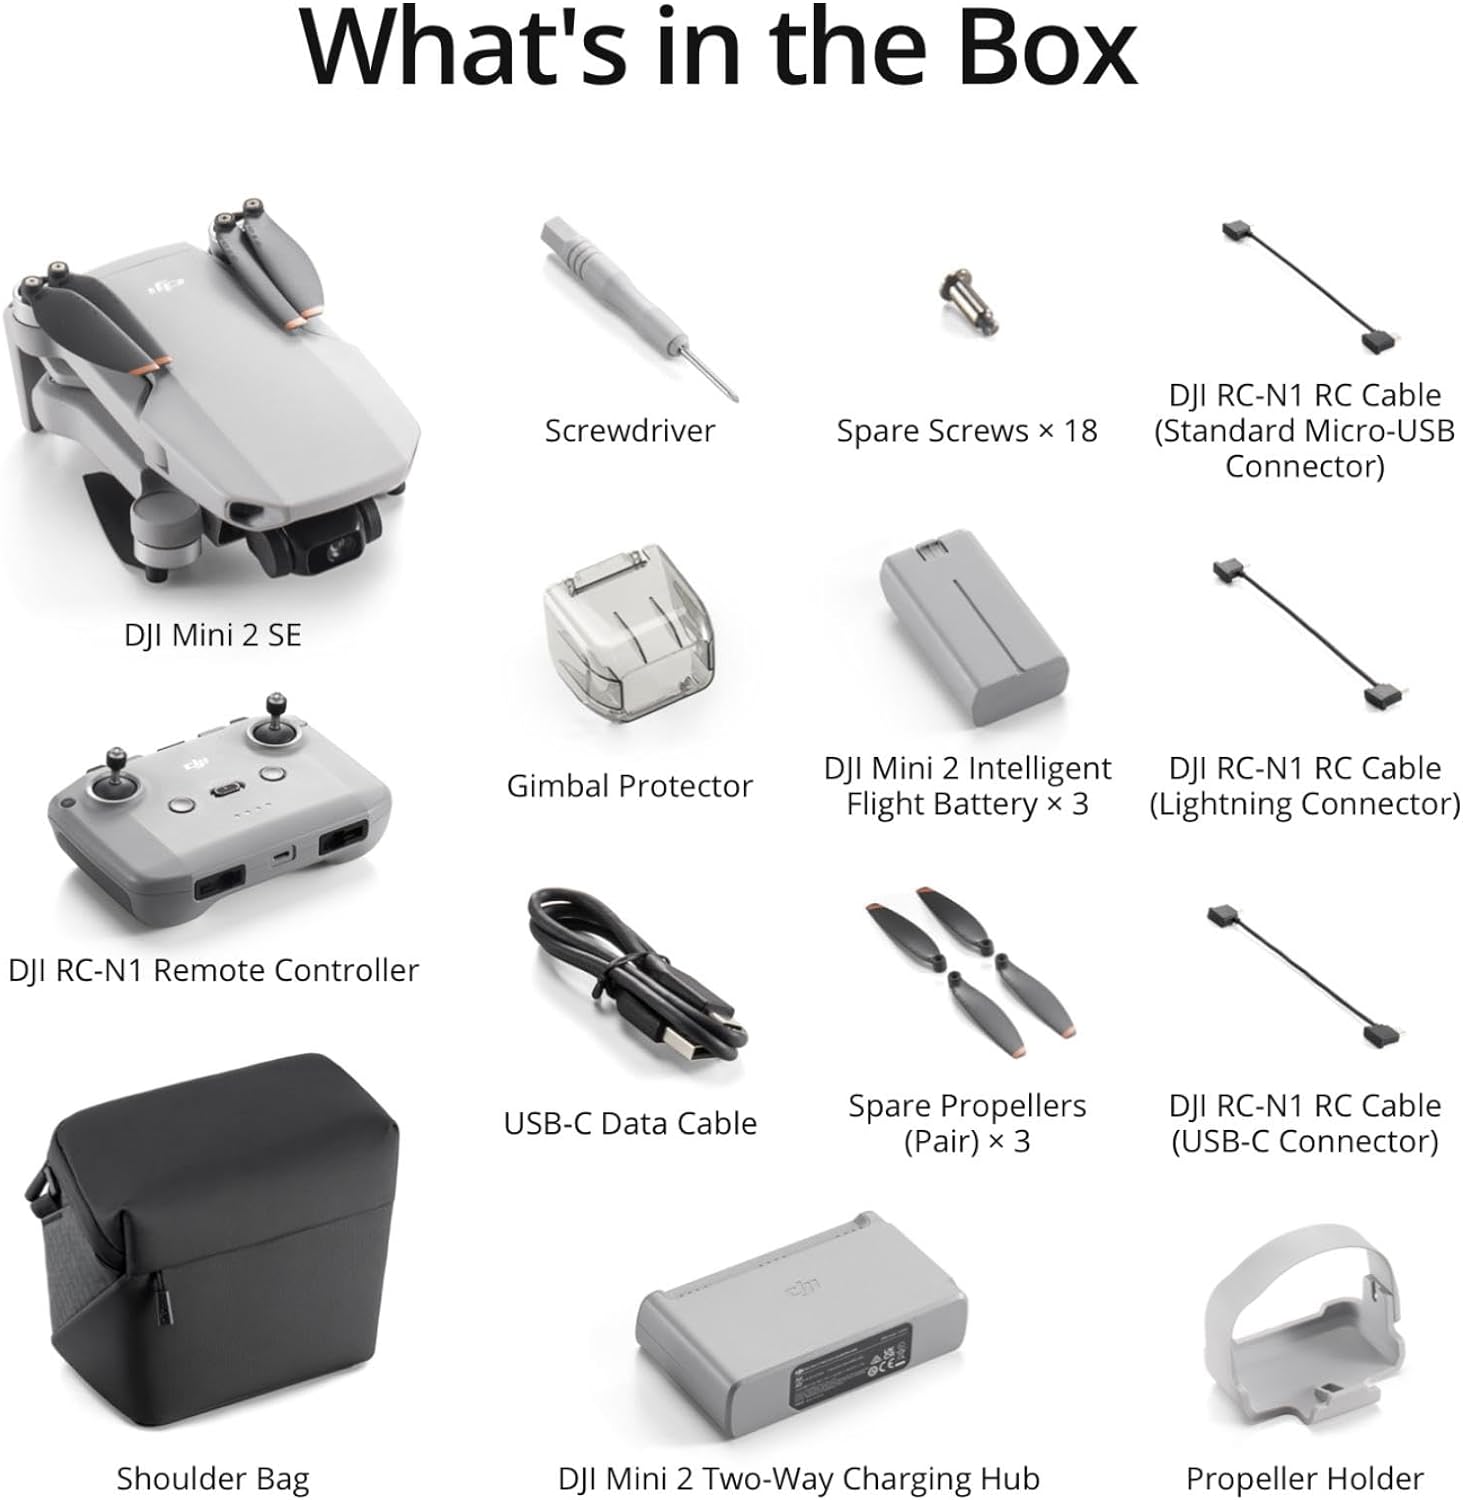 What's in the Box
dji
DJI Mini 2 SE
Screwdriver
Spare Screws × 18
DJI RC-N1 RC Cable
(Standard Micro-USB
Connector)
Gimbal Protector
DJI Mini 2 Intelligent
Flight Battery × 3
DJI RC-N1 RC Cable
(Lightning Connector)
dji
DJI RC-N1 Remote Controller
USB-C Data Cable
Spare Propellers
(Pair) × 3
DJI RC-N1 RC Cable
(USB-C Connector)
Shoulder Bag
dji
DJI Mini 2 Two-Way Charging Hub
Propeller Holder